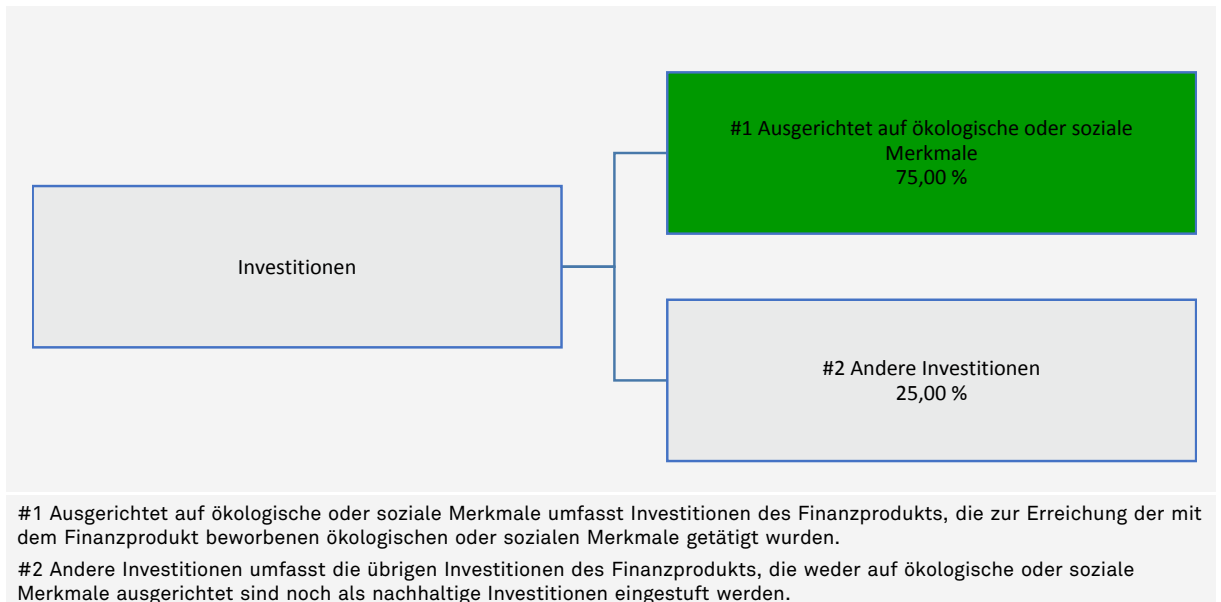 #1 Ausgerichtet auf ökologische oder soziale
Merkmale
75,00 %
Investitionen
#2 Andere Investitionen
25,00 %
#1 Ausgerichtet auf ökologische oder soziale Merkmale umfasst Investitionen des Finanzprodukts, die zur Erreichung der mit
dem Finanzprodukt beworbenen ökologischen oder sozialen Merkmale getätigt wurden.
#2 Andere Investitionen umfasst die übrigen Investitionen des Finanzprodukts, die weder auf ökologische oder soziale
Merkmale ausgerichtet sind noch als nachhaltige Investitionen eingestuft werden.